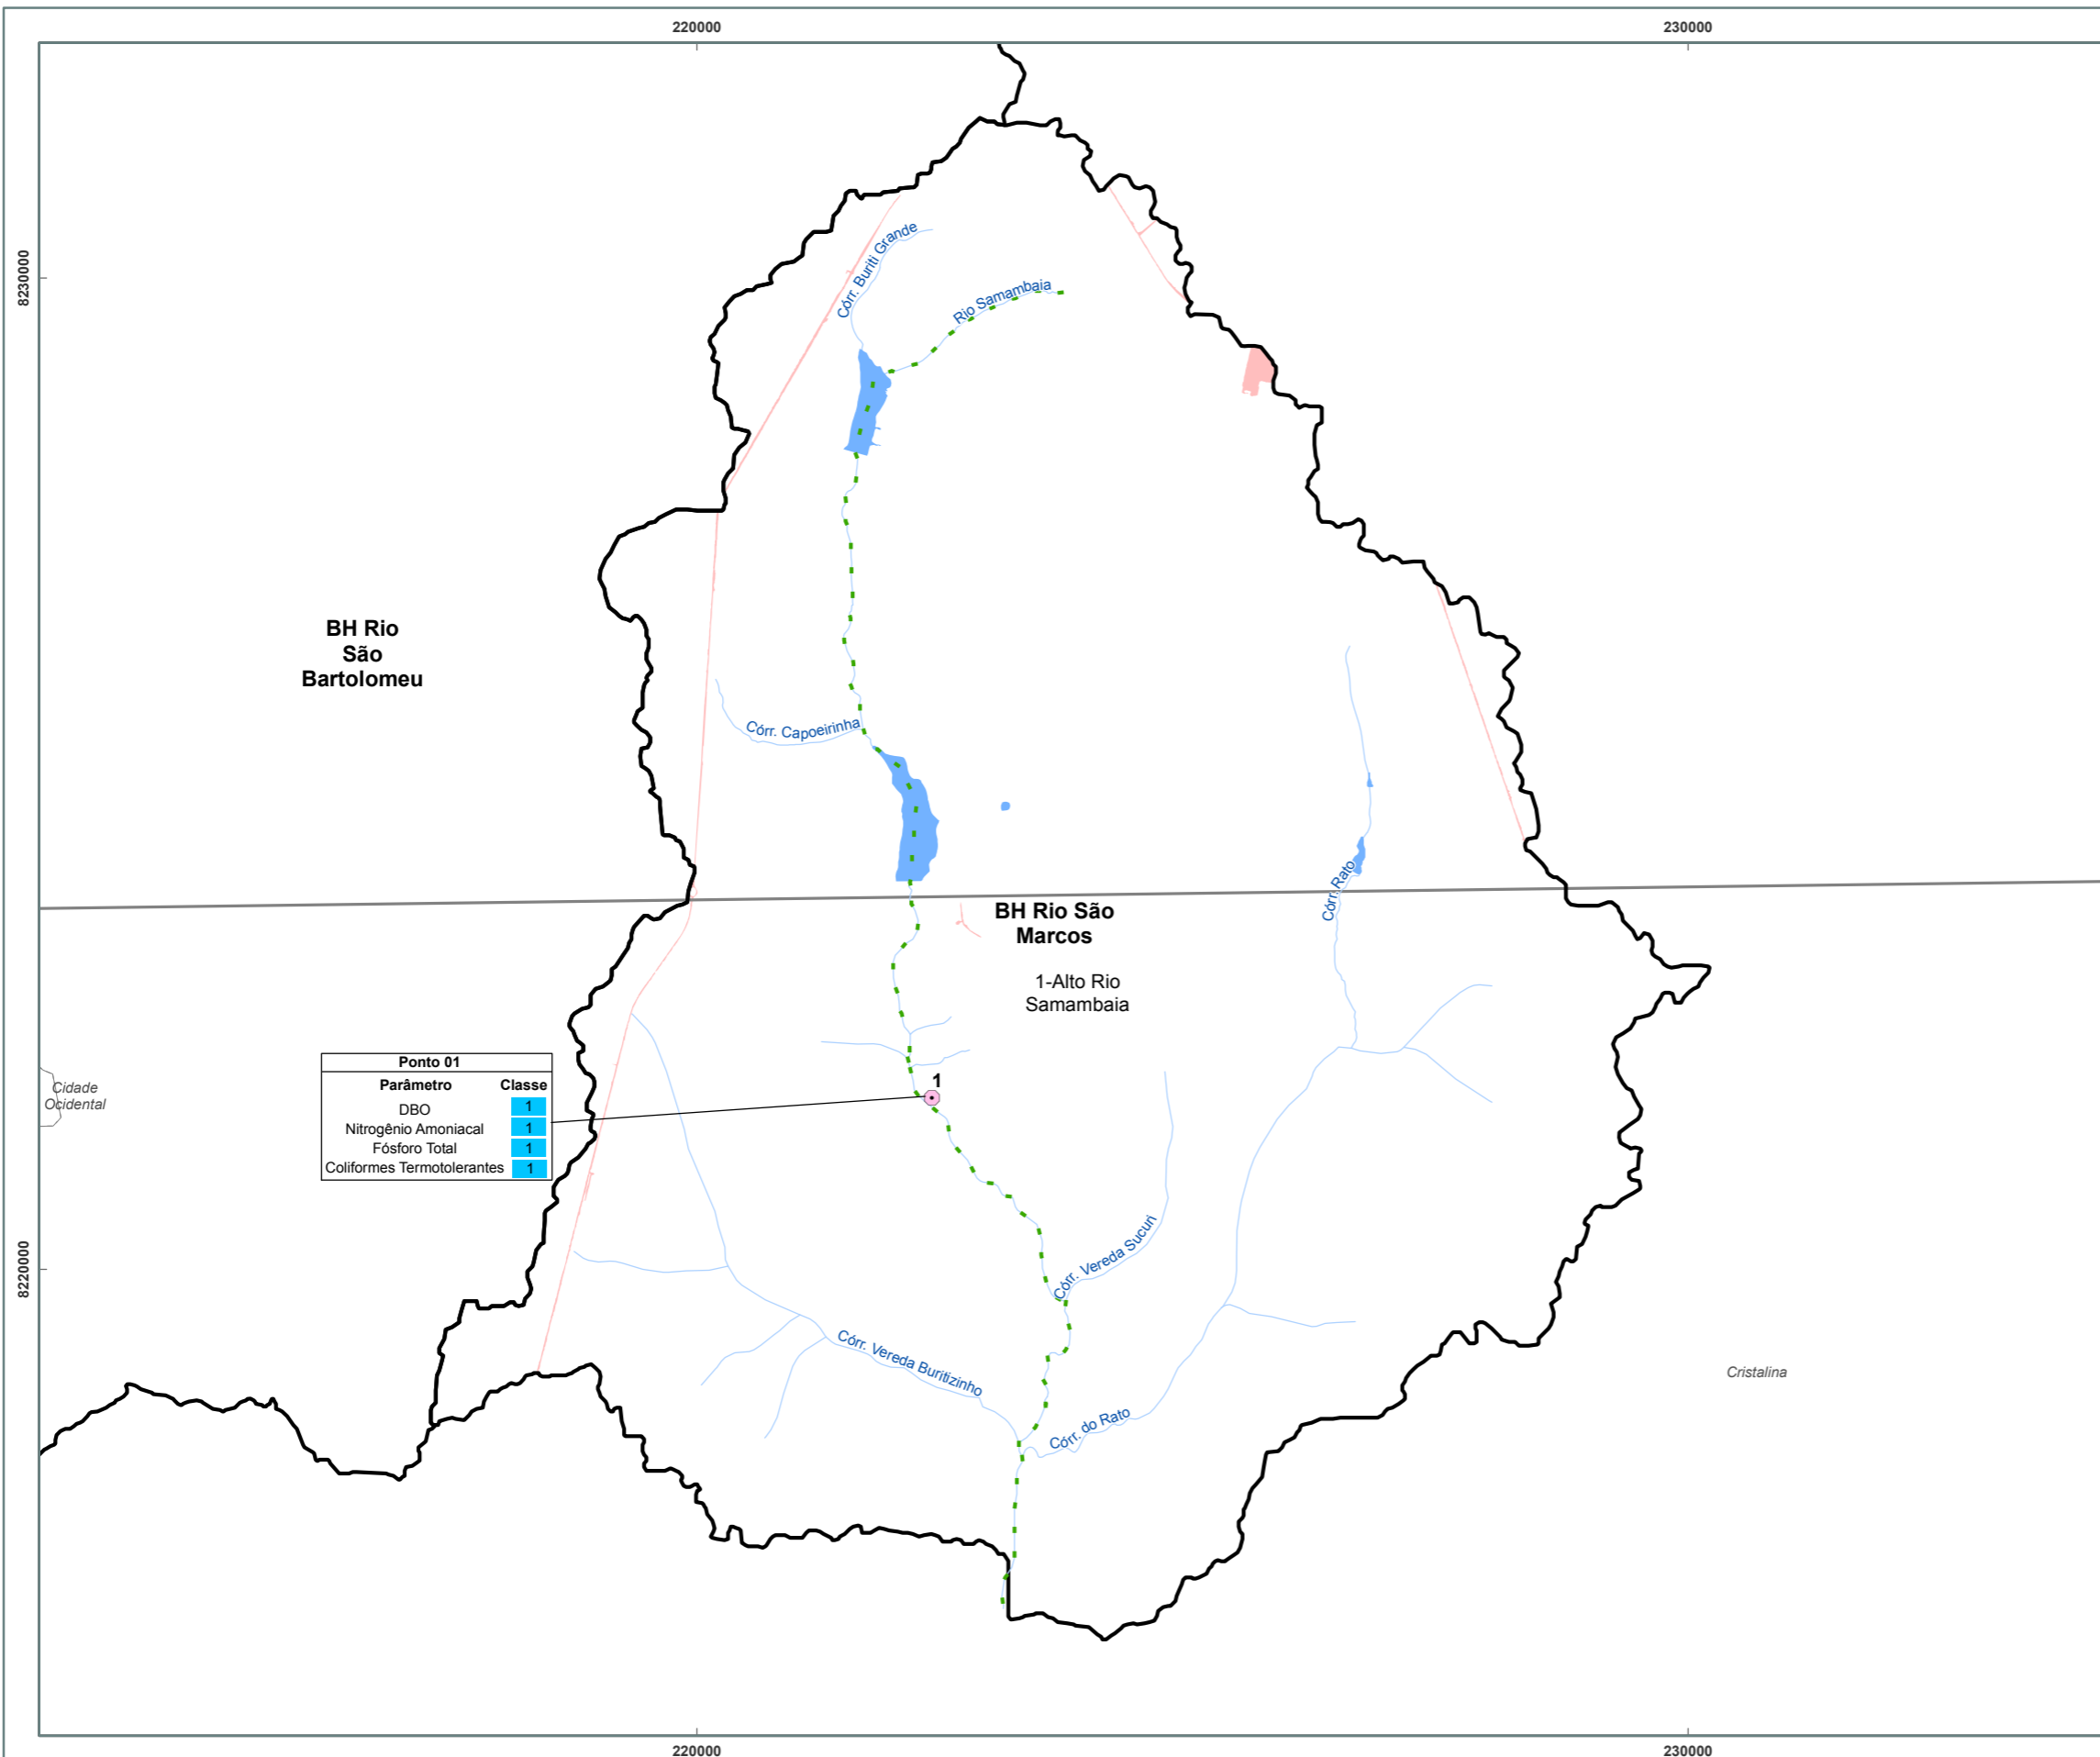 220000
230000
8230000
Córr. Buriti Grande
Rio Samambaia
BH Rio
São
Bartolomeu
Córr. Capoeirinha
Córr. Rato
BH Rio São
Marcos
1-Alto Rio
Samambaia
Cidade
Ocidental
Ponto 01
Parâmetro Classe
DBO 1
Nitrogênio Amoniacal 1
Fósforo Total 1
Coliformes Termotolerantes 1
1
8220000
Córr. Vereda Sucuri
Córr. Vereda Buritizinho
Córr. do Rato
Cristalina
220000
230000